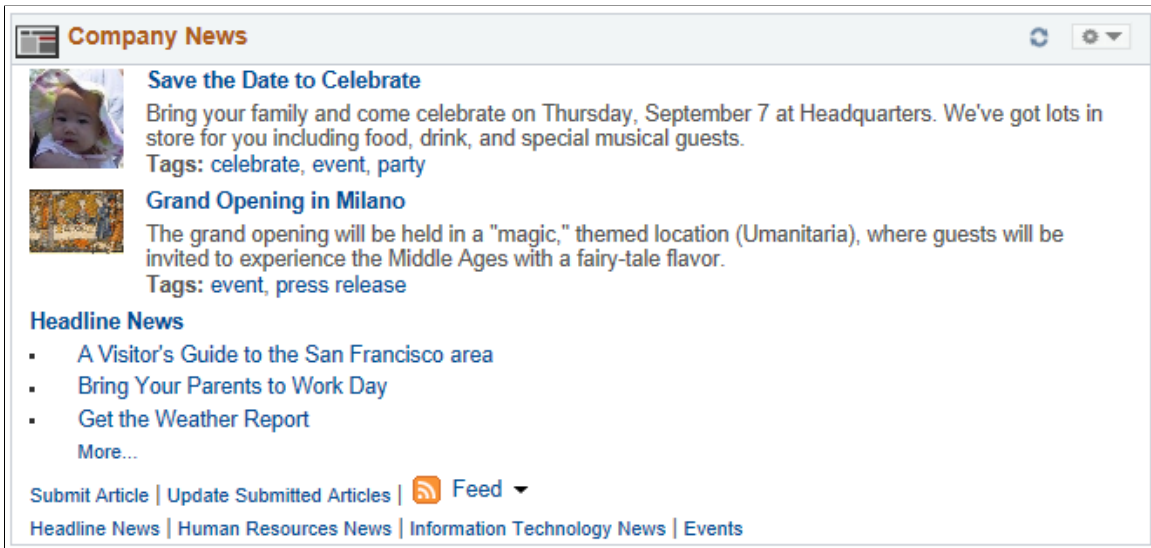 Company News
Save the Date to Celebrate
Bring your family and come celebrate on Thursday, September 7 at Headquarters. We've got lots in
store for you including food, drink, and special musical guests.
Tags: celebrate, event, party
Grand Opening in Milano
The grand opening will be held in a "magic," themed location (Umanitaria), where guests will be
invited to experience the Middle Ages with a fairy-tale flavor.
Tags: event, press release
Headline News
A Visitor's Guide to the San Francisco area
Bring Your Parents to Work Day
Get the Weather Report
More...
Submit Article | Update Submitted Articles | Feed
Headline News | Human Resources News | Information Technology News | Events